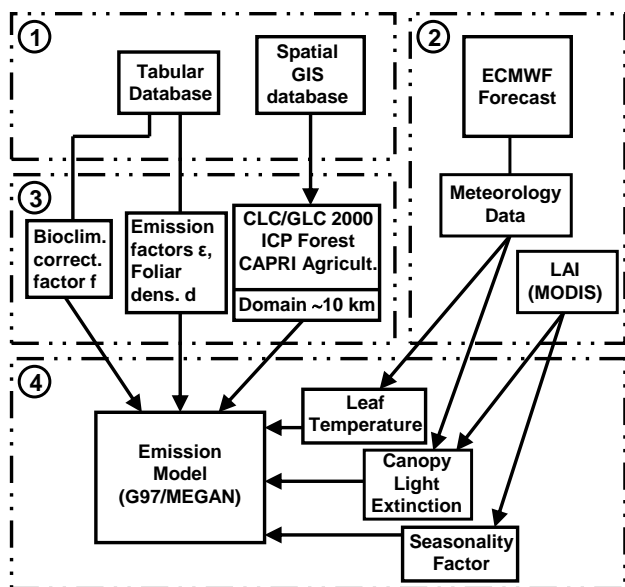 1
Tabular
Database
Spatial
GIS
database
2
ECMWF
Forecast
Meteorology
Data
LAI
(MODIS)
3
Bioclim.
correct.
factor f
Emission
factors ε,
Foliar
dens. d
CLC/GLC 2000
ICP Forest
CAPRI Agricult.
Domain ~10 km
4
Emission
Model
(G97/MEGAN)
Leaf
Temperature
Canopy
Light
Extinction
Seasonality
Factor